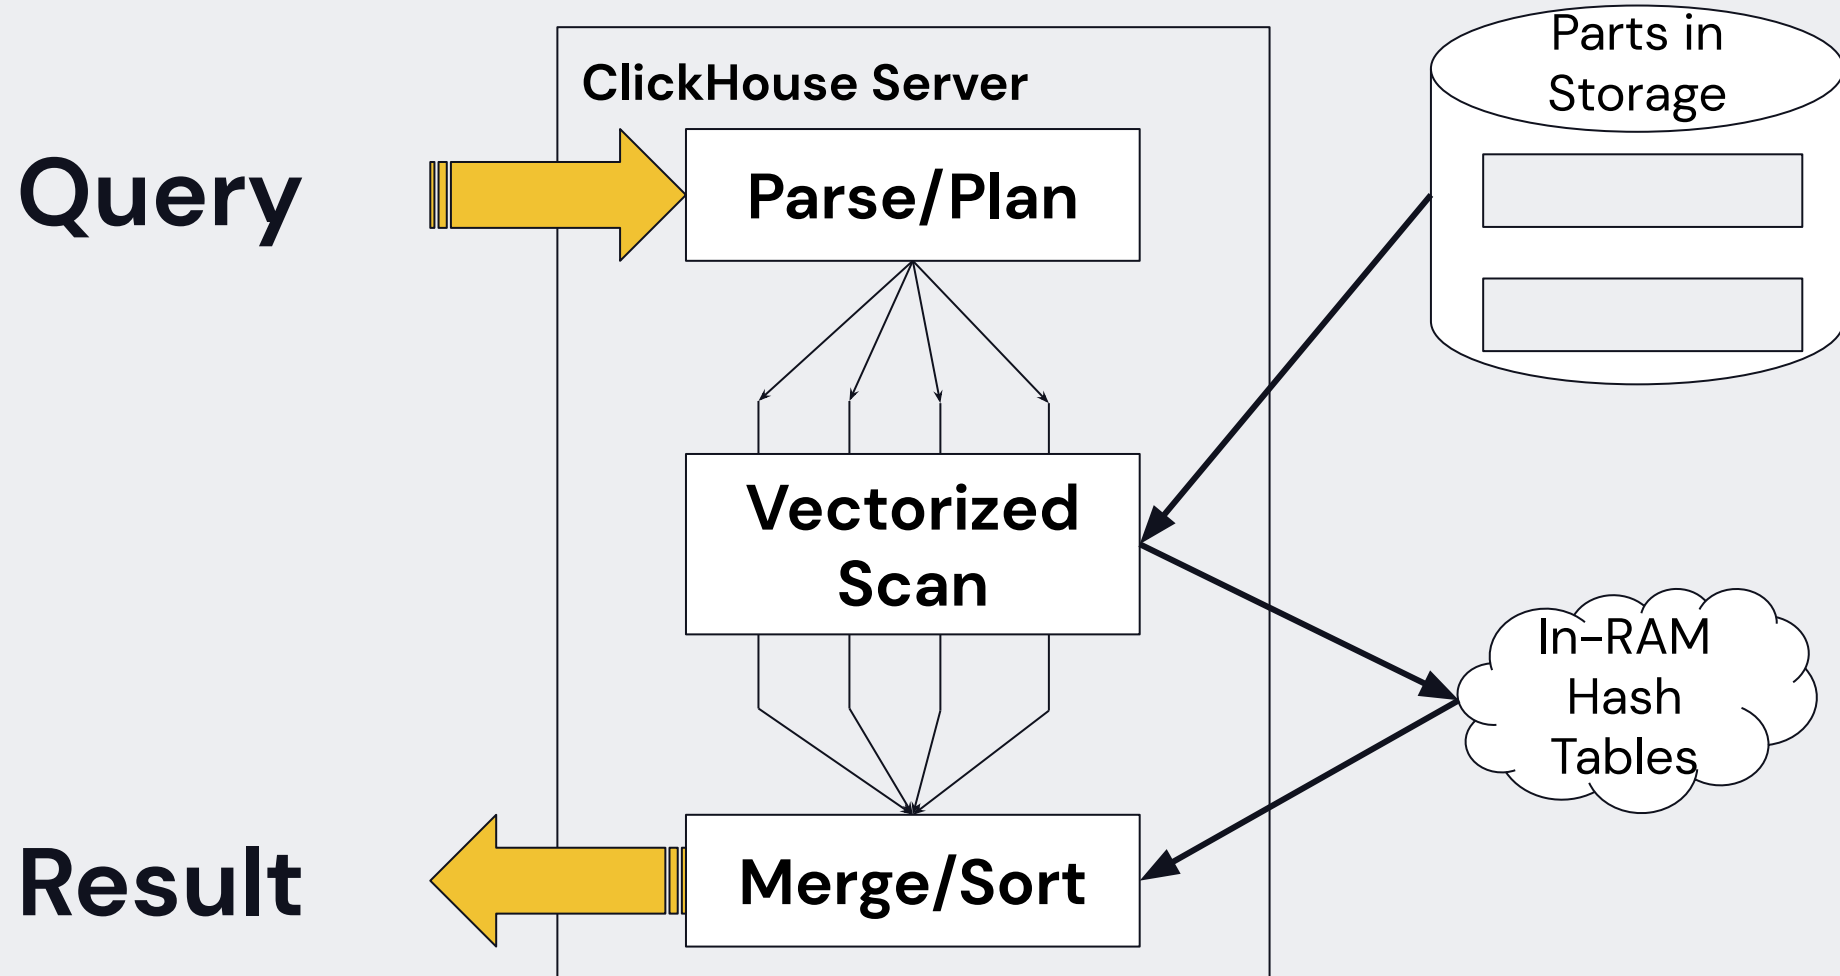 ClickHouse Server
Query
Parse/Plan
Parts in
Storage
Vectorized
Scan
In-RAM
Hash
Tables
Result
Merge/Sort